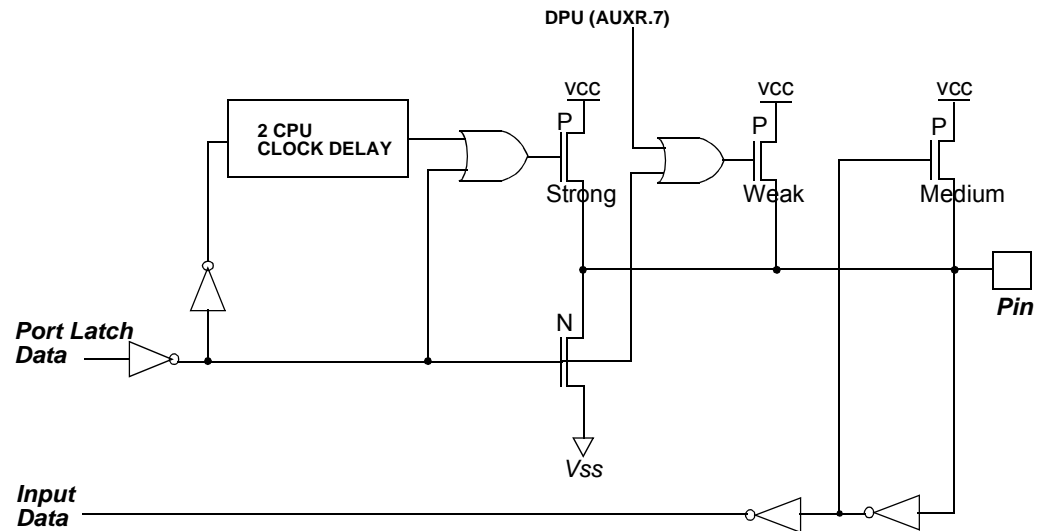 DPU (AUXR.7)
vcc
vcc
vcc
2 CPU
CLOCK DELAY
P
P
P
Strong
Weak
Medium
Pin
N
Port Latch
Data
Vss
Input
Data